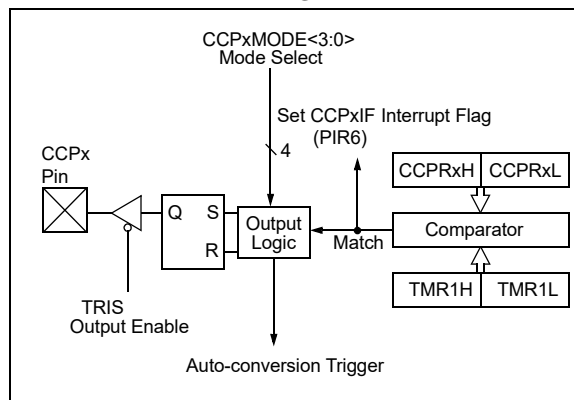 CCPxMODE<3:0>
Mode Select
Set CCPxIF Interrupt Flag
(PIR6)
4
CCPx
Pin
CCPRxH CCPRxL
Q S
R
Output
Logic
Match
Comparator
TRIS
Output Enable
TMR1H TMR1L
Auto-conversion Trigger